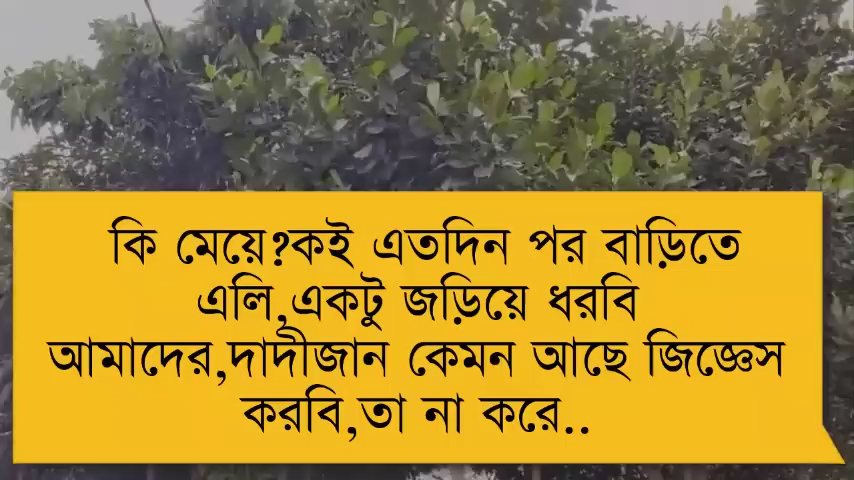 কি মেয়ে?কই এতদিন পর বাড়িতে
এলি,একটু জড়িয়ে ধরবি
আমাদের,দাদীজান কেমন আছে জিজ্ঞেস
করবি,তা না করে..